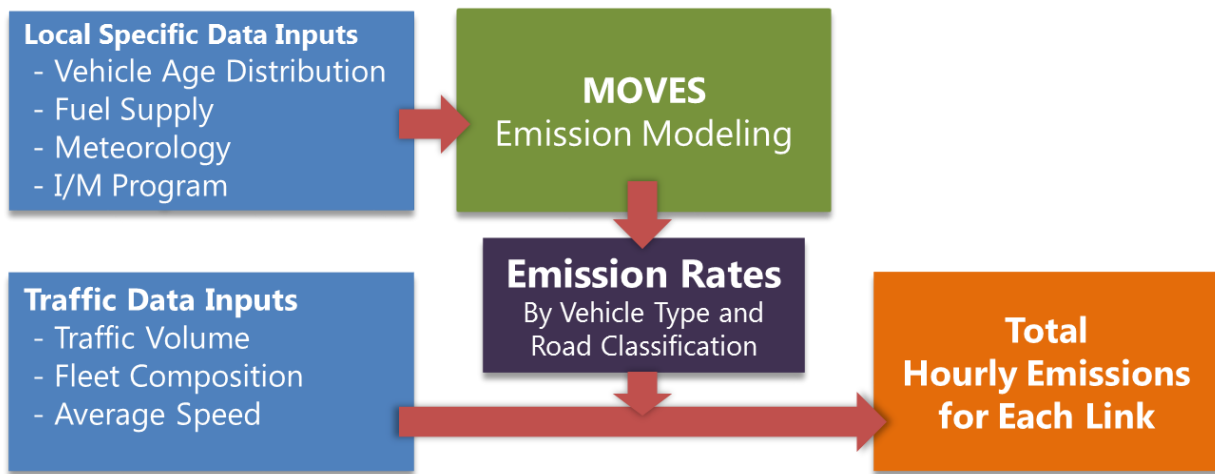 Local Specific Data Inputs
- Vehicle Age Distribution
- Fuel Supply
- Meteorology
- I/M Program
MOVES
Emission Modeling
Emission Rates
By Vehicle Type and
Road Classification
Traffic Data Inputs
- Traffic Volume
- Fleet Composition
- Average Speed
Total
Hourly Emissions
for Each Link